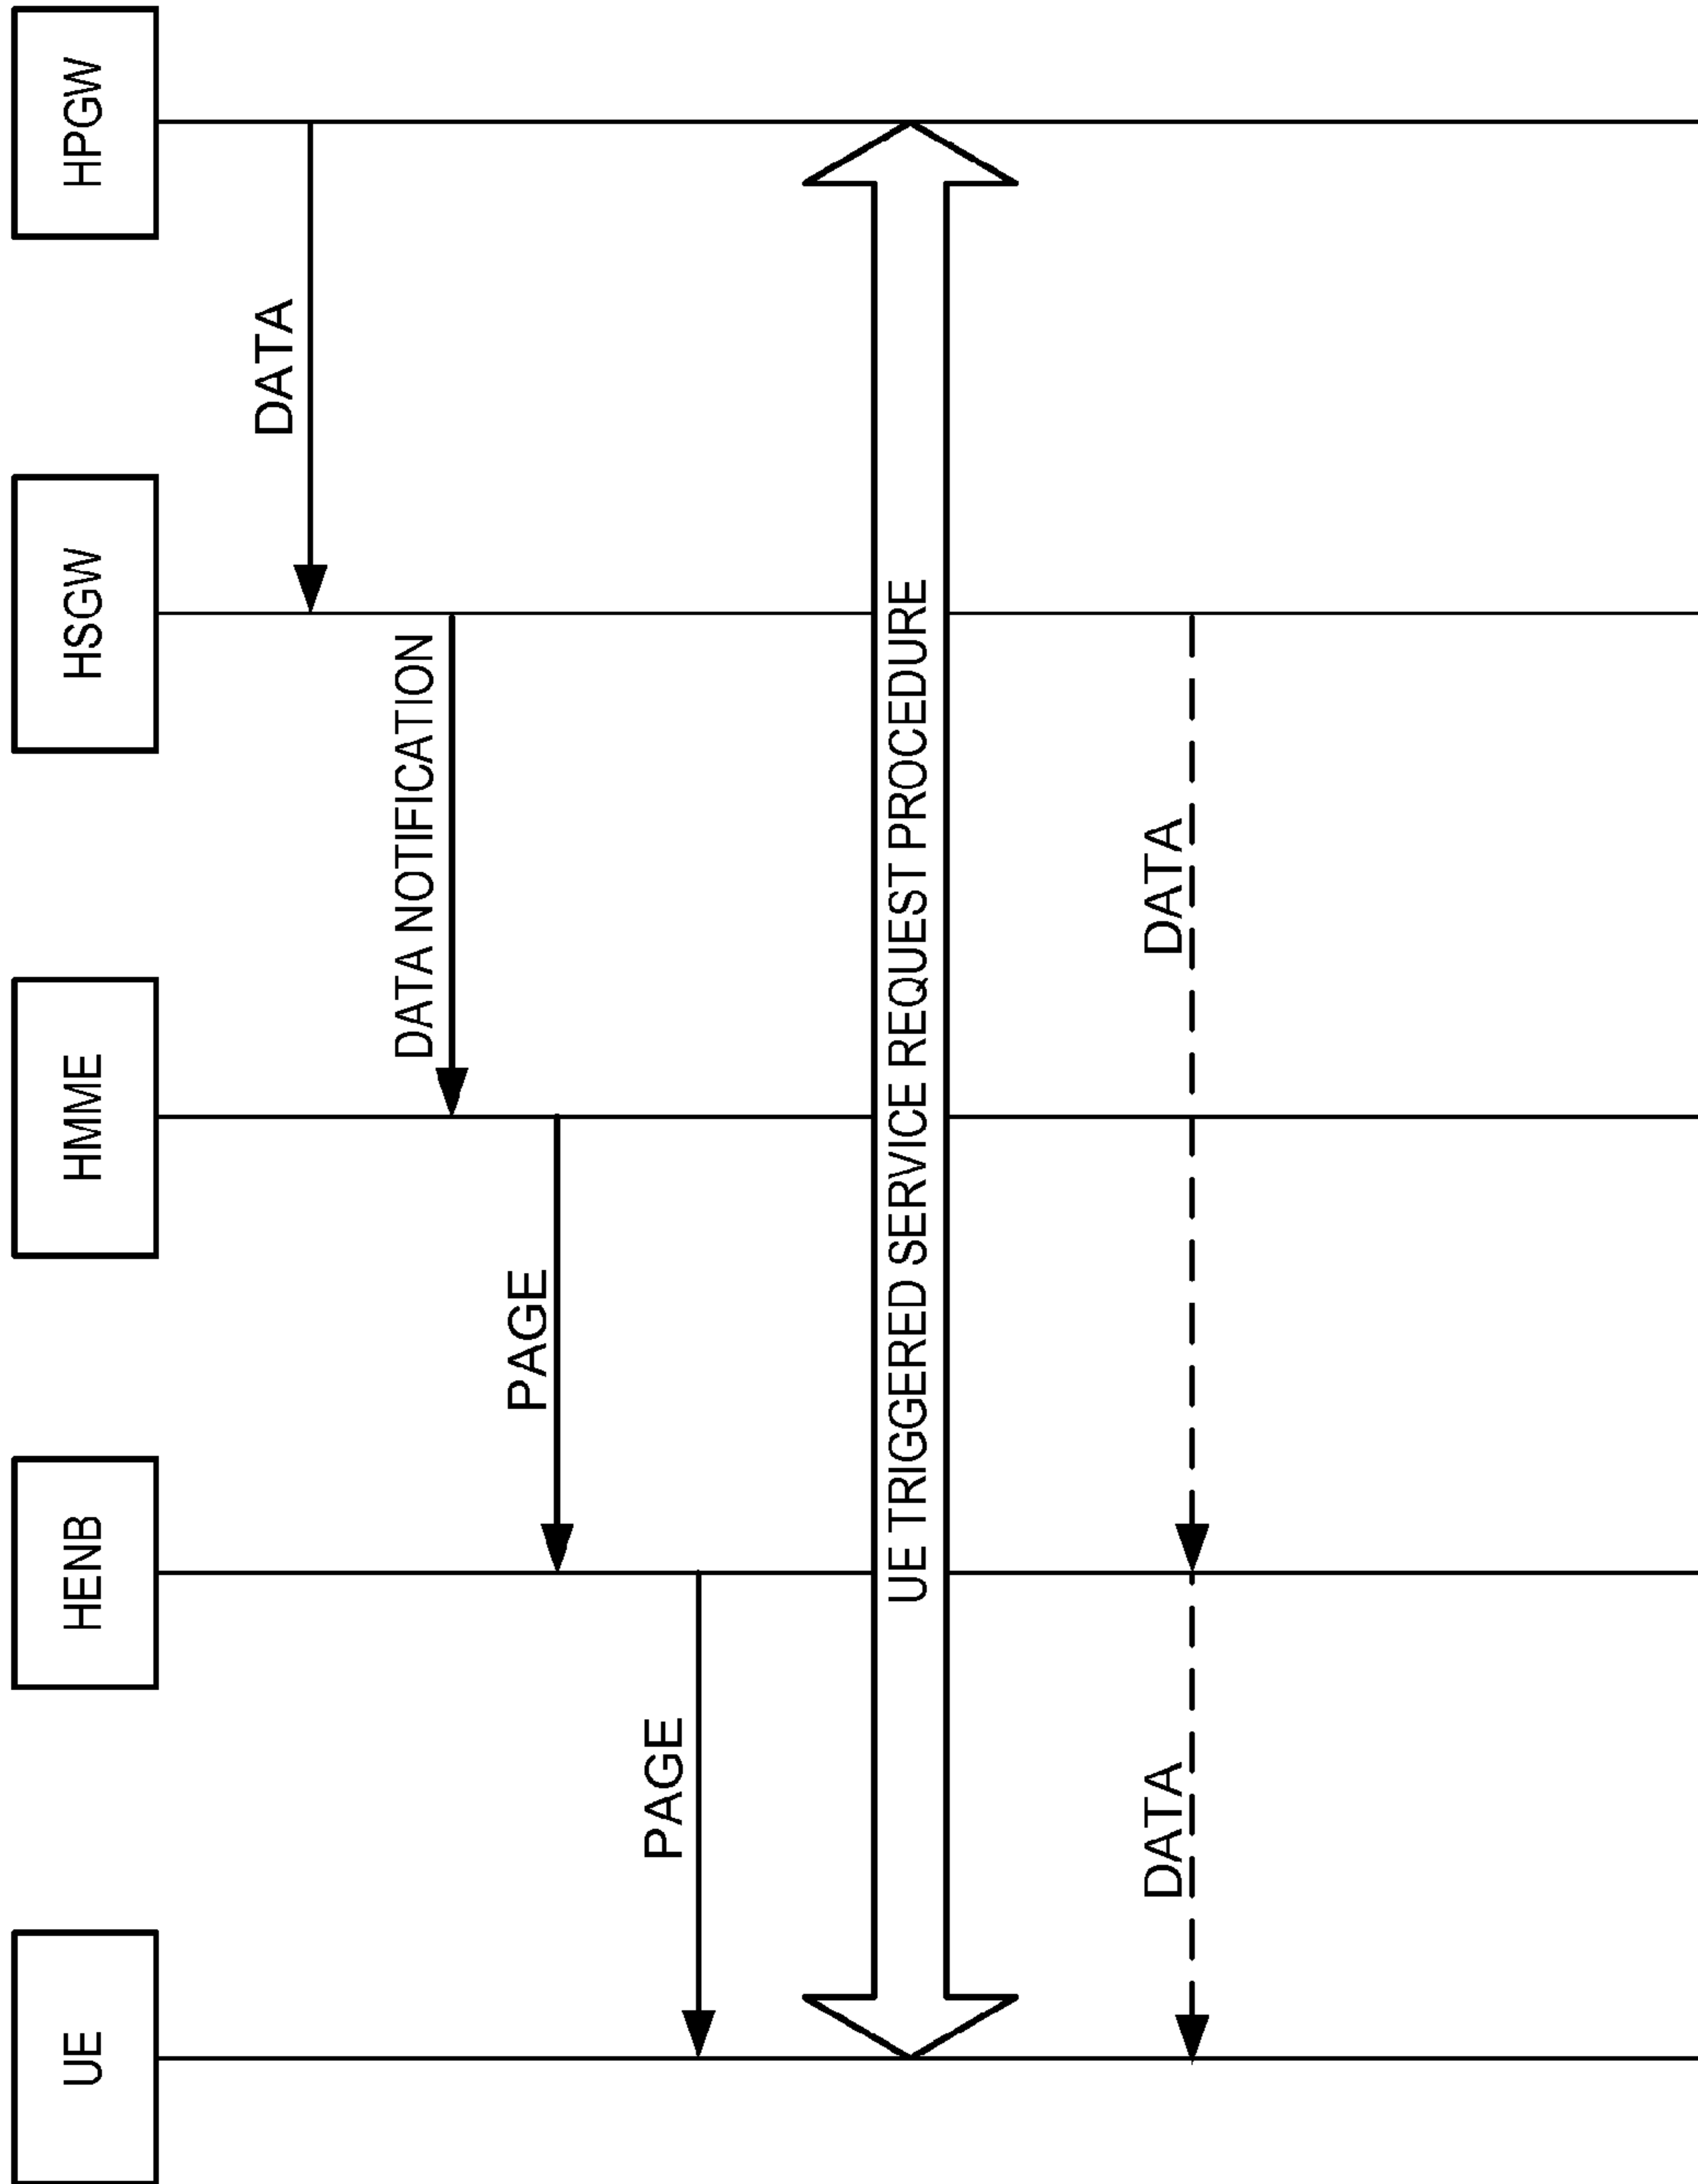 UE
HENB
HMME
HSGW
HPGW
DATA
DATA NOTIFICATION
PAGE
PAGE
UE TRIGGERED SERVICE REQUEST PROCEDURE
DATA
DATA